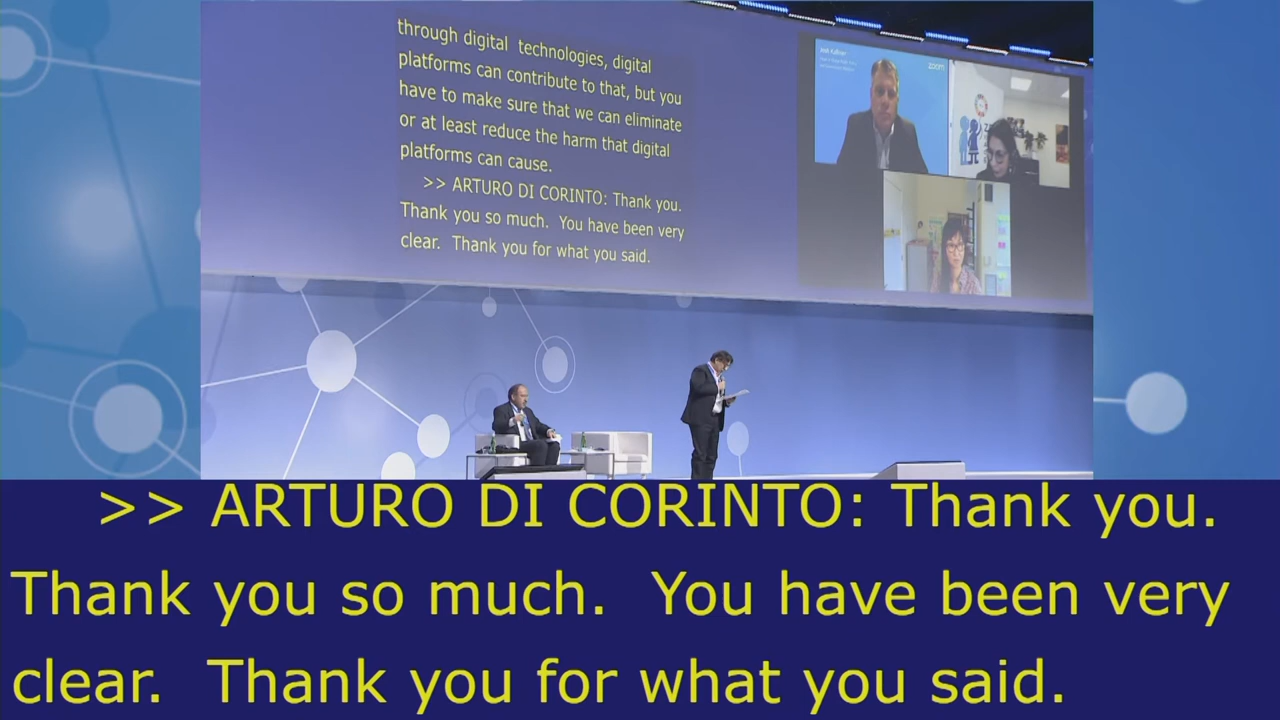 through digital  technologies, digital
platforms can contribute to that, but you
have to make sure that we can eliminate
or at least reduce the harm that digital
platforms can cause.
>> ARTURO DI CORINTO: Thank you.
Thank you so much.  You have been very
clear.  Thank you for what you said.
zoom
>> ARTURO DI CORINTO: Thank you.
Thank you so much.  You have been very
clear.  Thank you for what you said.